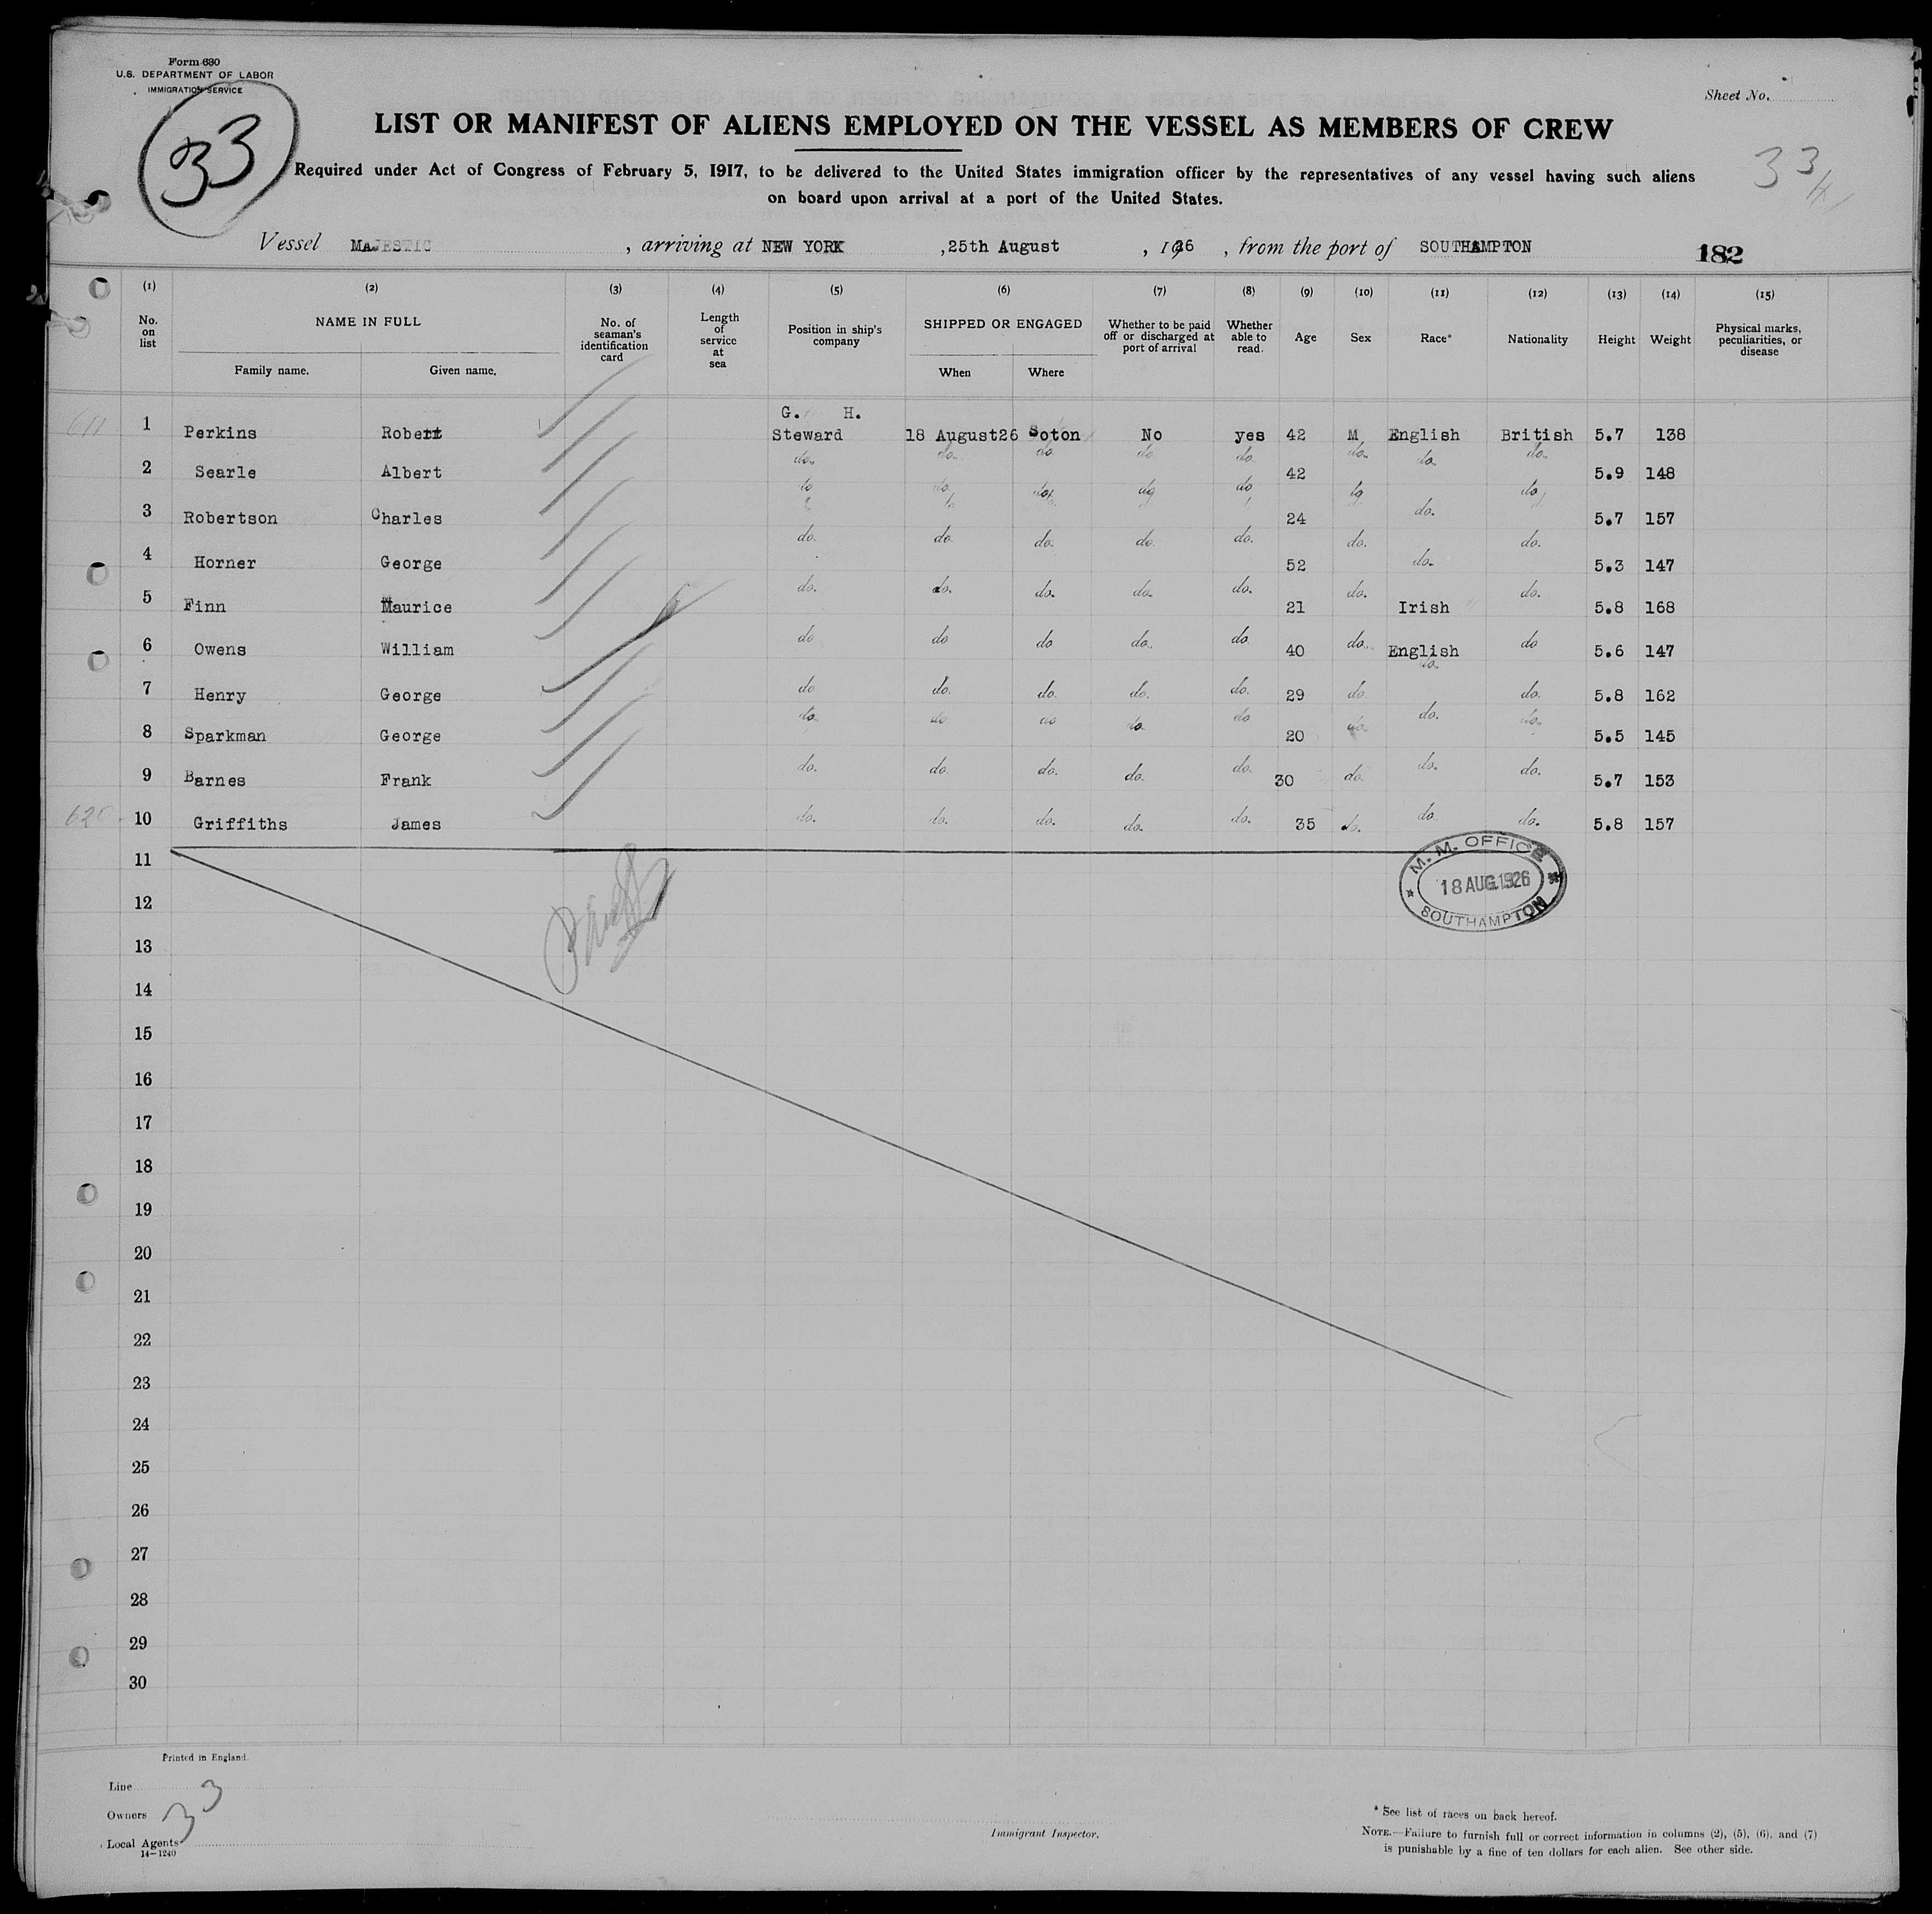 Form 680
U.S. DEPARTMENT OF LABOR
IMMIGRATION SERVICE
33
Sheet No.
LIST OR MANIFEST OF ALIENS EMPLOYED ON THE VESSEL AS MEMBERS OF CREW
Required under Act of Congress of February 5, 1917, to be delivered to the United States immigration officer by the representatives of any vessel having such aliens
on board upon arrival at a port of the United States.
33
Vessel MAJESTIC , arriving at NEW YORK ,25th August , 1926 , from the port of SOUTHAMPTON
182
(1) (2) (3) (4) (5) (6) (7) (8) (9) (10) (11) (12) (13) (14) (15)
No. on list NAME IN FULL Family name. Given name. No. of seaman's identification card Length of service at sea Position in ship's company SHIPPED OR ENGAGED When Where Whether to be paid off or discharged at port of arrival Whether able to read. Age Sex Race* Nationality Height Weight Physical marks, peculiarities, or disease
G. H.
611 1 Perkins Robert Steward 18 August26 Soton No yes 42 M English British 5.7 138
2 Searle Albert do. do. do do do 42 do. do. do. 5.9 148
3 Robertson Charles do do do. do do 24 do do. do 5.7 157
4 Horner George do. do. do. do. do. 52 do. do. do. 5.3 147
5 Finn Maurice do. do. do. do. do. 21 do. Irish do. 5.8 168
6 Owens William do do do do. do 40 do. English do 5.6 147
7 Henry George do do. do. do. do. 29 do. do. do. 5.8 162
8 Sparkman George do. do do do. do 20 do. do. do. 5.5 145
9 Barnes Frank do. do. do. do. do. 30 do. do. do. 5.7 153
620 10 Griffiths James do. do. do. do. do. 35 do. do do. 5.8 157
11
M. M. OFFICE
18 AUG. 1926
SOUTHAMPTON
12
13
14
15
16
17
18
19
20
21
22
23
24
25
26
27
28
29
30
Printed in England.
Line
Owners
33
Local Agents
14-1240
Immigrant Inspector.
* See list of races on back hereof.
NOTE.—Failure to furnish full or correct information in columns (2), (5), (6), and (7)
is punishable by a fine of ten dollars for each alien. See other side.